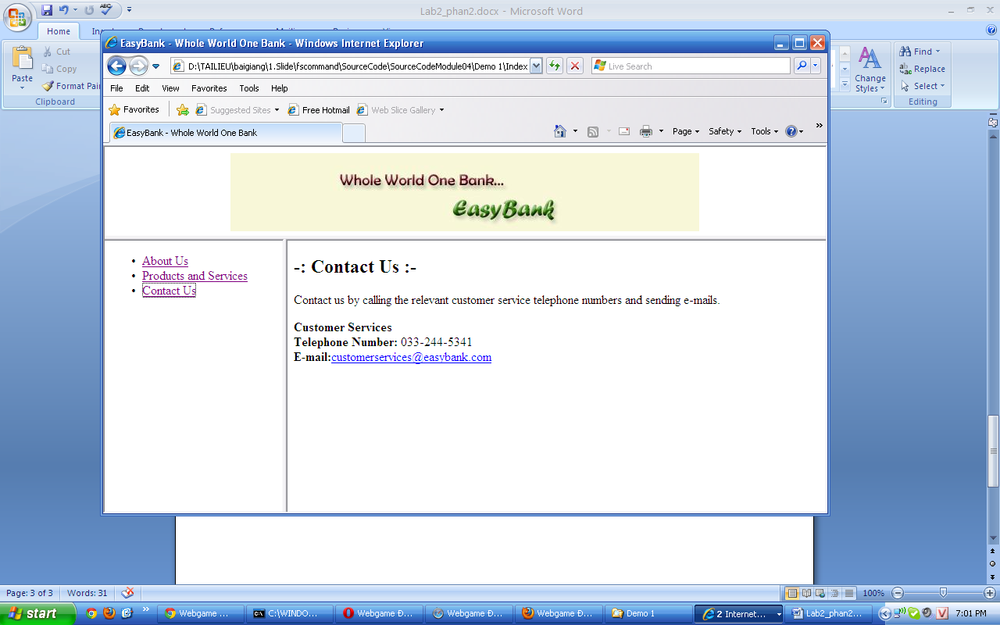 Lab2_phan2.docx - Microsoft Word
Home
Cut
Copy
Format Pai
Paste
Clipboard
Change
Styles
Find
Replace
Select
Editing
EasyBank - Whole World One Bank - Windows Internet Explorer
D:\TAILIEU\baigiang\1.Slide\fscommand\SourceCode\SourceCodeModule04\Demo 1\Index
Live Search
File Edit View Favorites Tools Help
Favorites Suggested Sites Free Hotmail Web Slice Gallery
EasyBank - Whole World One Bank
Page Safety Tools »
Whole World One Bank...
EasyBank
• About Us
• Products and Services
• Contact Us
-: Contact Us :-
Contact us by calling the relevant customer service telephone numbers and sending e-mails.
Customer Services
Telephone Number: 033-244-5341
E-mail:customerservices@easybank.com
Page: 3 of 3 Words: 31 100%
start » Webgame ... C:\WINDO... Webgame Đ... Webgame Đ... Webgame Đ... Demo 1 2 Internet... Lab2_phan2... 7:01 PM